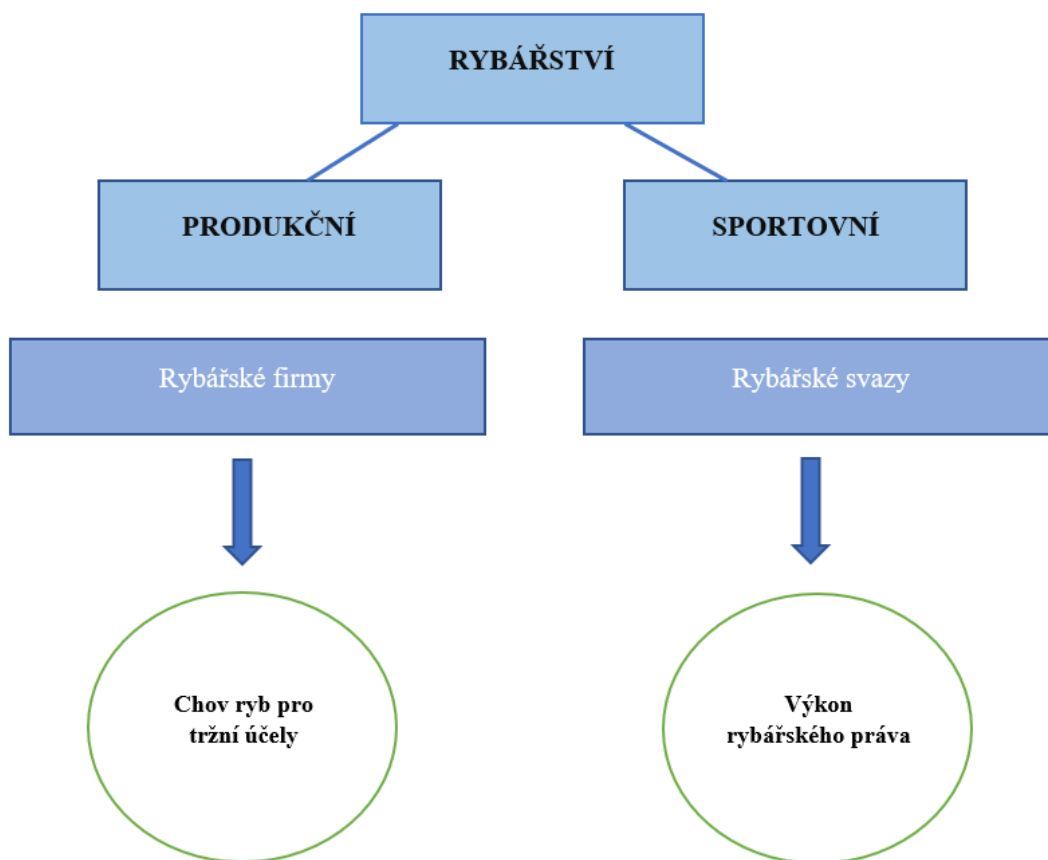 RYBÁŘSTVÍ
PRODUKČNÍ
SPORTOVNÍ
Rybářské firmy
Rybářské svazy
Chov ryb pro
tržní účely
Výkon
rybářského práva